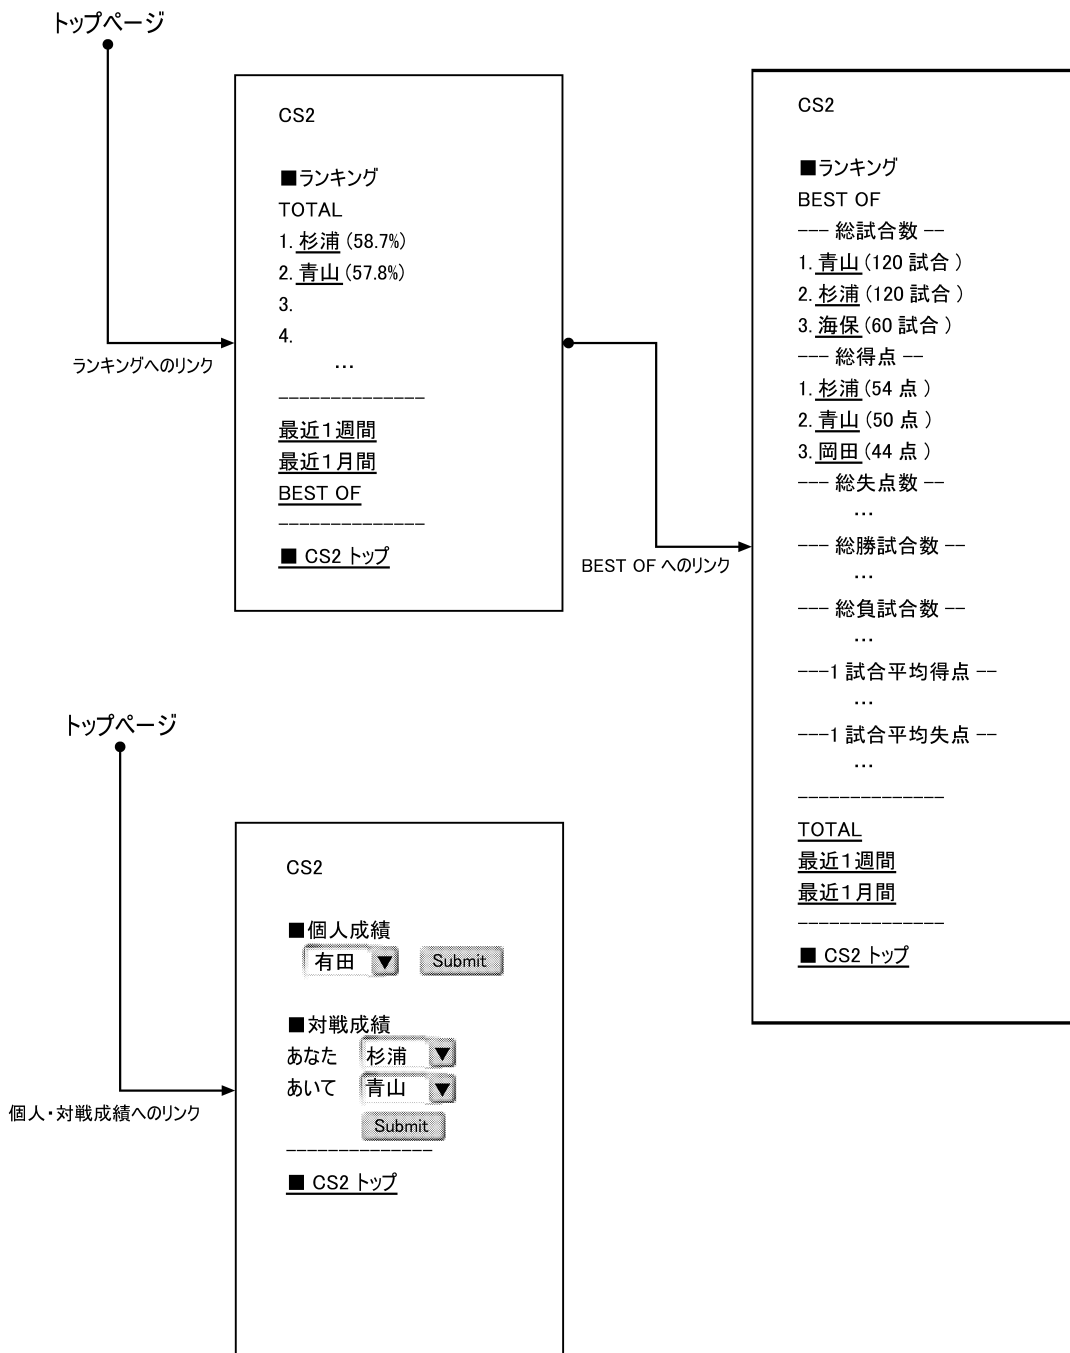 トップページ
CS2
■ランキング
TOTAL
1. 杉浦 (58.7%)
2. 青山 (57.8%)
3.
4.
...
--------------
最近1週間
最近1月間
BEST OF
--------------
■ CS2 トップ
ランキングへのリンク
BEST OF へのリンク
CS2
■ランキング
BEST OF
--- 総試合数 --
1. 青山 (120 試合 )
2. 杉浦 (120 試合 )
3. 海保 (60 試合 )
--- 総得点 --
1. 杉浦 (54 点 )
2. 青山 (50 点 )
3. 岡田 (44 点 )
--- 総失点数 --
...
--- 総勝試合数 --
...
--- 総負試合数 --
...
---1 試合平均得点 --
...
---1 試合平均失点 --
...
--------------
TOTAL
最近1週間
最近1月間
--------------
■ CS2 トップ
トップページ
個人・対戦成績へのリンク
CS2
■個人成績
有田 ▼ Submit
■対戦成績
あなた 杉浦 ▼
あいて 青山 ▼
Submit
--------------
■ CS2 トップ